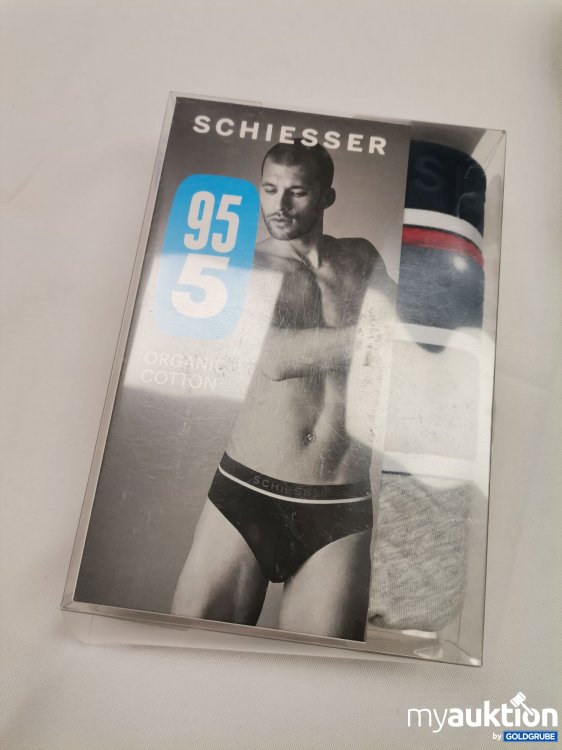 SCHIESSER
95
5
ORGANIC
COTTON
SCHIESSER
S
myauktion
by GOLDGRUBE